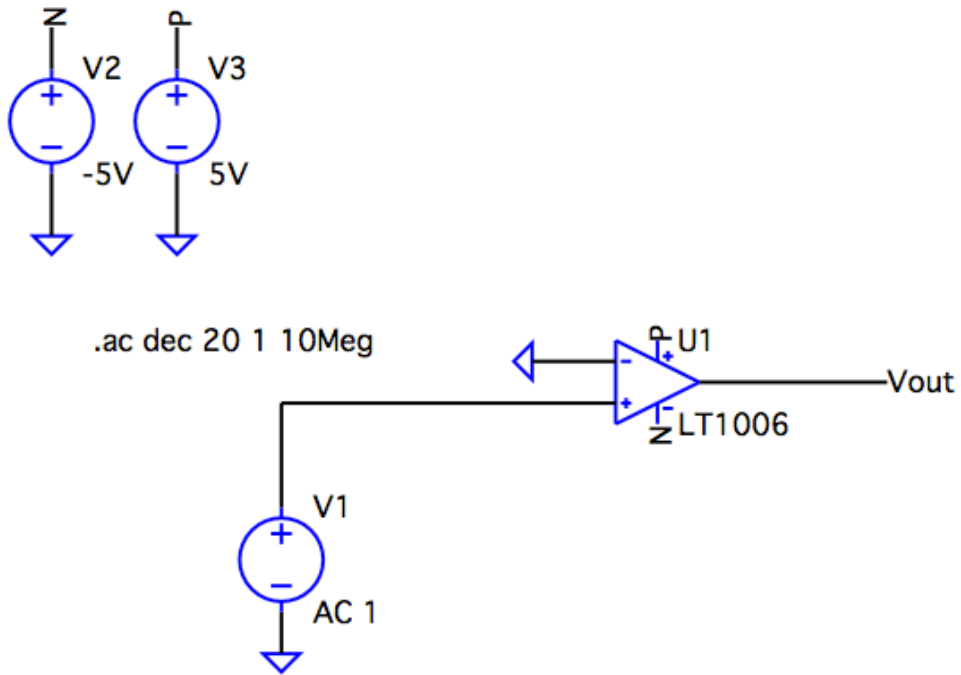 N
P
V2
V3
-5V
5V
.ac dec 20 1 10Meg
P
U1
Vout
N
LT1006
V1
AC 1